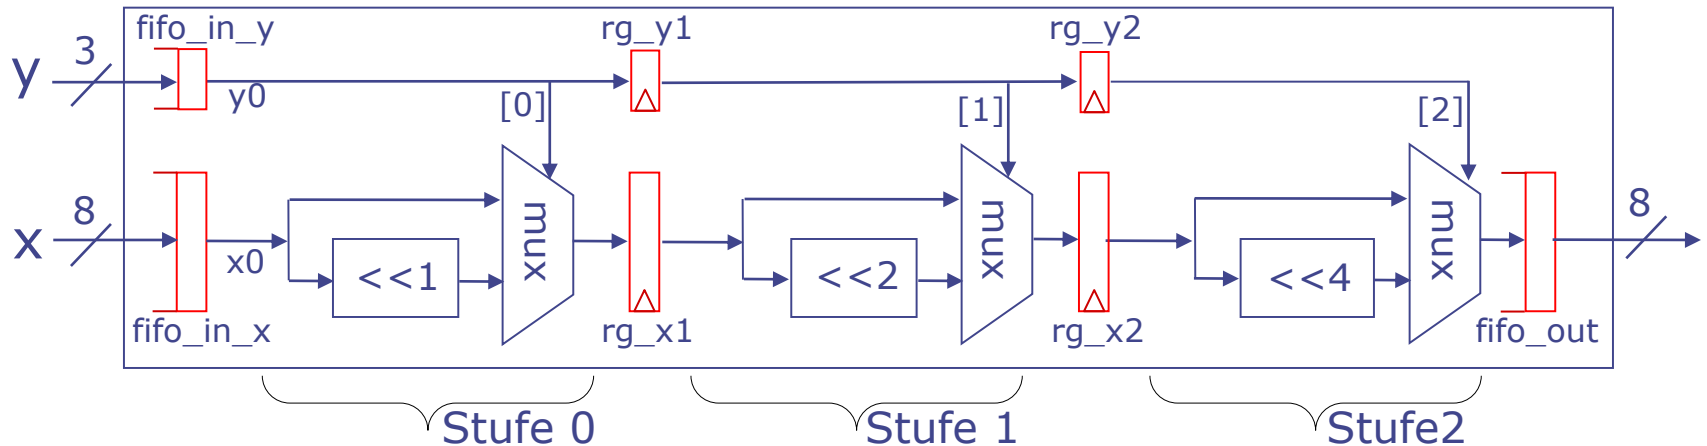 fifo_in_y
rg_y1
rg_y2
y
3
y0
[0]
[1]
[2]
x
8
x0
<<1
mux
<<2
mux
<<4
mux
8
fifo_in_x
rg_x1
rg_x2
fifo_out
Stufe 0
Stufe 1
Stufe2